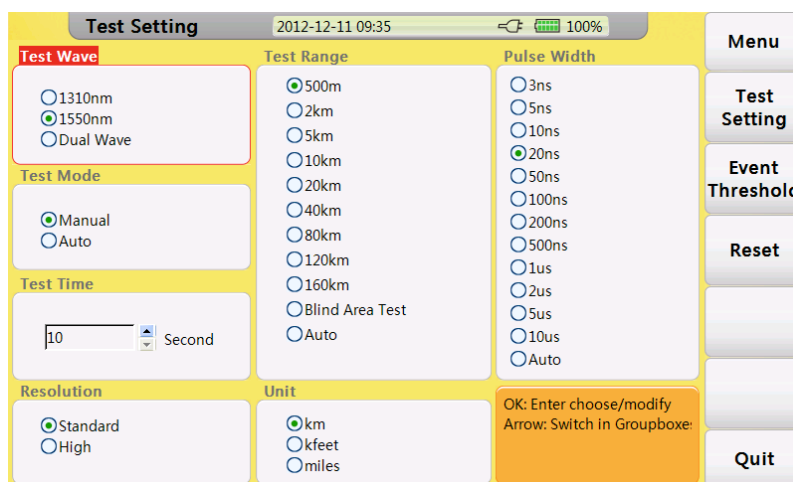 Test Setting
2012-12-11 09:35
100%
Test Wave
1310nm
1550nm
Dual Wave
Test Mode
Manual
Auto
Test Time
10
Second
Resolution
Standard
High
Test Range
500m
2km
5km
10km
20km
40km
80km
120km
160km
Blind Area Test
Auto
Unit
km
kfeet
miles
Pulse Width
3ns
5ns
10ns
20ns
50ns
100ns
200ns
500ns
1us
2us
5us
10us
Auto
OK: Enter choose/modify
Arrow: Switch in Groupboxe
Menu
Test
Setting
Event
Threshol
Reset
Quit